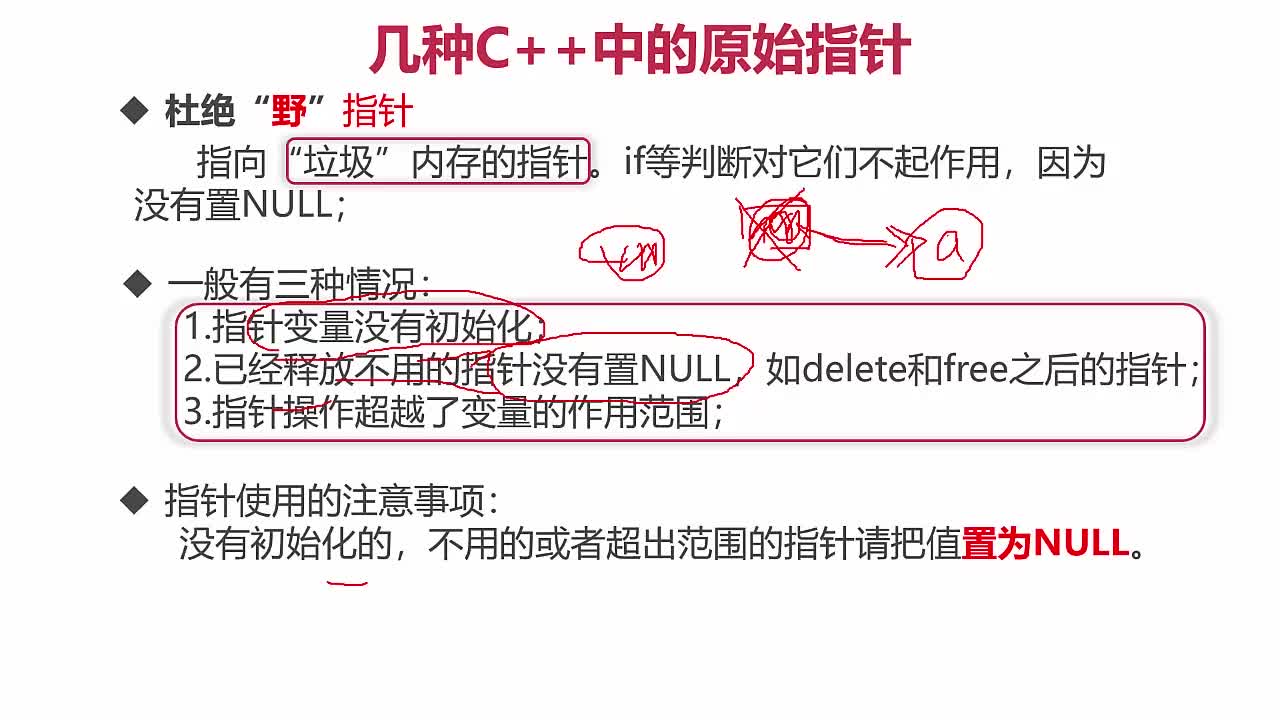 几种C++中的原始指针
◆ 杜绝“野”指针
指向“垃圾”内存的指针。if等判断对它们不起作用，因为
没有置NULL；
◆ 一般有三种情况：
1.指针变量没有初始化；
2.已经释放不用的指针没有置NULL，如delete和free之后的指针；
3.指针操作超越了变量的作用范围；
◆ 指针使用的注意事项：
没有初始化的，不用的或者超出范围的指针请把值置为NULL。
a